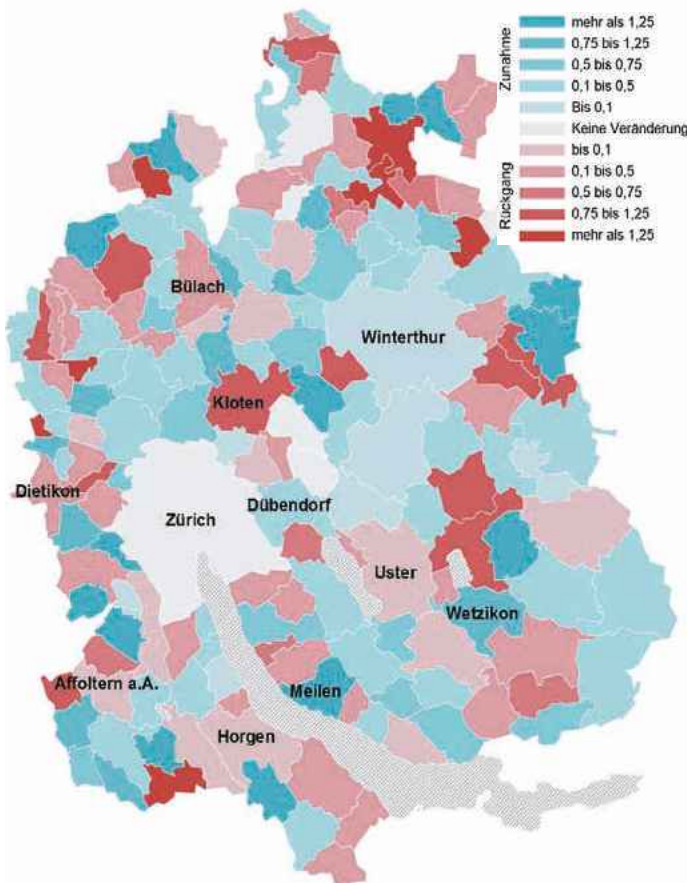 Zunahme
mehr als 1,25
0,75 bis 1,25
0,5 bis 0,75
0,1 bis 0,5
Bis 0,1
Keine Veränderung
Rückgang
bis 0,1
0,1 bis 0,5
0,5 bis 0,75
0,75 bis 1,25
mehr als 1,25
Bülach
Winterthur
Kloten
Dietikon
Dübendorf
Zürich
Uster
Wetzikon
Affoltern a.A.
Meilen
Horgen